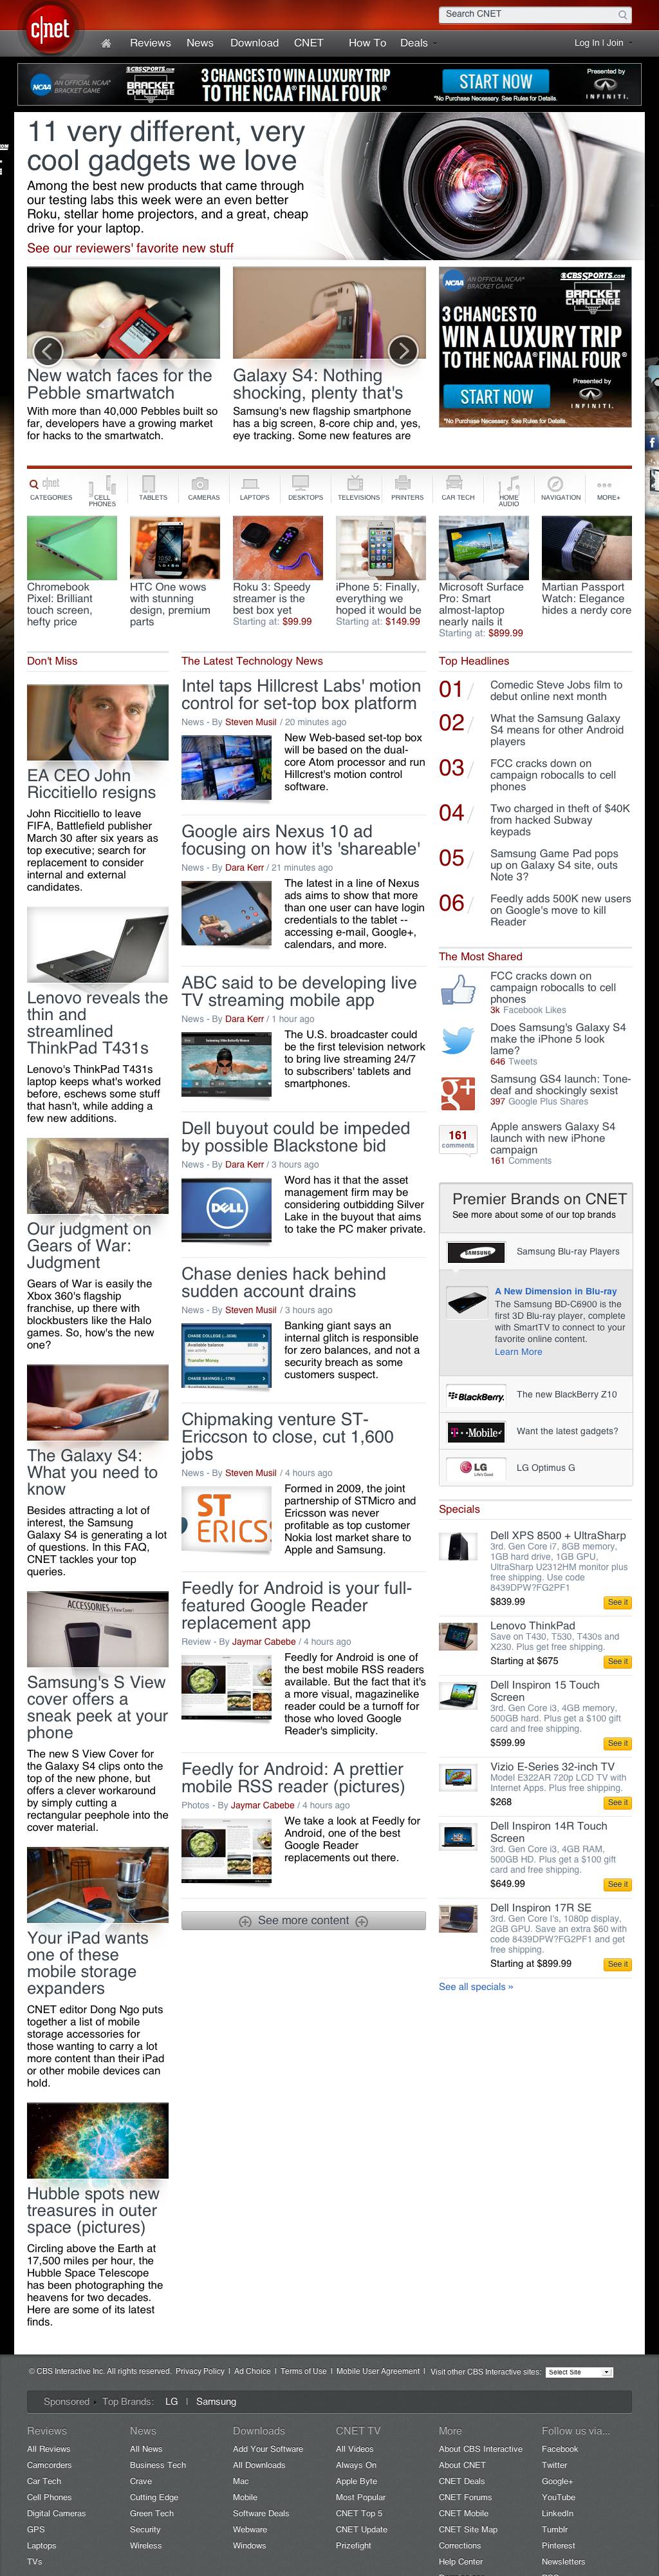 c|net
Search CNET
Reviews News Download CNET How To Deals
Log In | Join
NCAA AN OFFICIAL NCAA® BRACKET GAME
CBSSPORTS.com
BRACKET CHALLENGE
3 CHANCES TO WIN A LUXURY TRIP
TO THE NCAA® FINAL FOUR®
START NOW
*No Purchase Necessary. See Rules for Details.
Presented by
INFINITI.
11 very different, very
cool gadgets we love
Among the best new products that came through
our testing labs this week were an even better
Roku, stellar home projectors, and a great, cheap
drive for your laptop.
See our reviewers' favorite new stuff
New watch faces for the
Pebble smartwatch
With more than 40,000 Pebbles built so
far, developers have a growing market
for hacks to the smartwatch.
Galaxy S4: Nothing
shocking, plenty that's
Samsung's new flagship smartphone
has a big screen, 8-core chip and, yes,
eye tracking. Some new features are
NCAA AN OFFICIAL NCAA® BRACKET GAME
CBSSPORTS.com
BRACKET CHALLENGE
3 CHANCES TO
WIN A LUXURY TRIP
TO THE NCAA® FINAL FOUR®
START NOW
Presented by
INFINITI.
*No Purchase Necessary. See Rules for Details.
c|net
CATEGORIES
CELL
PHONES
TABLETS
CAMERAS
LAPTOPS
DESKTOPS
TELEVISIONS
PRINTERS
CAR TECH
HOME
AUDIO
NAVIGATION
MORE+
Chromebook
Pixel: Brilliant
touch screen,
hefty price
HTC One wows
with stunning
design, premium
parts
Roku 3: Speedy
streamer is the
best box yet
Starting at: $99.99
iPhone 5: Finally,
everything we
hoped it would be
Starting at: $149.99
Microsoft Surface
Pro: Smart
almost-laptop
nearly nails it
Starting at: $899.99
Martian Passport
Watch: Elegance
hides a nerdy core
Don't Miss
EA CEO John
Riccitiello resigns
John Riccitiello to leave
FIFA, Battlefield publisher
March 30 after six years as
top executive; search for
replacement to consider
internal and external
candidates.
Lenovo reveals the
thin and
streamlined
ThinkPad T431s
Lenovo's ThinkPad T431s
laptop keeps what's worked
before, eschews some stuff
that hasn't, while adding a
few new additions.
Our judgment on
Gears of War:
Judgment
Gears of War is easily the
Xbox 360's flagship
franchise, up there with
blockbusters like the Halo
games. So, how's the new
one?
The Galaxy S4:
What you need to
know
Besides attracting a lot of
interest, the Samsung
Galaxy S4 is generating a lot
of questions. In this FAQ,
CNET tackles your top
queries.
ACCESSORIES (View Cover)
Samsung's S View
cover offers a
sneak peek at your
phone
The new S View Cover for
the Galaxy S4 clips onto the
top of the new phone, but
offers a clever workaround
by simply cutting a
rectangular peephole into the
cover material.
Your iPad wants
one of these
mobile storage
expanders
CNET editor Dong Ngo puts
together a list of mobile
storage accessories for
those wanting to carry a lot
more content than their iPad
or other mobile devices can
hold.
Hubble spots new
treasures in outer
space (pictures)
Circling above the Earth at
17,500 miles per hour, the
Hubble Space Telescope
has been photographing the
heavens for two decades.
Here are some of its latest
finds.
The Latest Technology News
Intel taps Hillcrest Labs' motion
control for set-top box platform
News - By Steven Musil / 20 minutes ago
New Web-based set-top box
will be based on the dual-
core Atom processor and run
Hillcrest's motion control
software.
Google airs Nexus 10 ad
focusing on how it's 'shareable'
News - By Dara Kerr / 21 minutes ago
The latest in a line of Nexus
ads aims to show that more
than one user can have login
credentials to the tablet --
accessing e-mail, Google+,
calendars, and more.
ABC said to be developing live
TV streaming mobile app
News - By Dara Kerr / 1 hour ago
The U.S. broadcaster could
be the first television network
to bring live streaming 24/7
to subscribers' tablets and
smartphones.
Dell buyout could be impeded
by possible Blackstone bid
News - By Dara Kerr / 3 hours ago
DELL
Word has it that the asset
management firm may be
considering outbidding Silver
Lake in the buyout that aims
to take the PC maker private.
Chase denies hack behind
sudden account drains
News - By Steven Musil / 3 hours ago
CHASE COLLEGE (...3538)
Available balance $0.00
Transfer Money
CHASE SAVINGS (...1793)
Banking giant says an
internal glitch is responsible
for zero balances, and not a
security breach as some
customers suspect.
Chipmaking venture ST-
Ericcson to close, cut 1,600
jobs
News - By Steven Musil / 4 hours ago
ST
ERICS
Formed in 2009, the joint
partnership of STMicro and
Ericsson was never
profitable as top customer
Nokia lost market share to
Apple and Samsung.
Feedly for Android is your full-
featured Google Reader
replacement app
Review - By Jaymar Cabebe / 4 hours ago
Feedly for Android is one of
the best mobile RSS readers
available. But the fact that it's
a more visual, magazinelike
reader could be a turnoff for
those who loved Google
Reader's simplicity.
Feedly for Android: A prettier
mobile RSS reader (pictures)
Photos - By Jaymar Cabebe / 4 hours ago
We take a look at Feedly for
Android, one of the best
Google Reader
replacements out there.
See more content
Top Headlines
01 / Comedic Steve Jobs film to
debut online next month
02 / What the Samsung Galaxy
S4 means for other Android
players
03 / FCC cracks down on
campaign robocalls to cell
phones
04 / Two charged in theft of $40K
from hacked Subway
keypads
05 / Samsung Game Pad pops
up on Galaxy S4 site, outs
Note 3?
06 / Feedly adds 500K new users
on Google's move to kill
Reader
The Most Shared
FCC cracks down on
campaign robocalls to cell
phones
3k Facebook Likes
Does Samsung's Galaxy S4
make the iPhone 5 look
lame?
646 Tweets
Samsung GS4 launch: Tone-
deaf and shockingly sexist
397 Google Plus Shares
161
comments
Apple answers Galaxy S4
launch with new iPhone
campaign
161 Comments
Premier Brands on CNET
See more about some of our top brands
SAMSUNG
Samsung Blu-ray Players
A New Dimension in Blu-ray
The Samsung BD-C6900 is the
first 3D Blu-ray player, complete
with SmartTV to connect to your
favorite online content.
Learn More
BlackBerry.
The new BlackBerry Z10
T··Mobile·
Want the latest gadgets?
LG Life's Good
LG Optimus G
Specials
Dell XPS 8500 + UltraSharp
3rd. Gen Core i7, 8GB memory,
1GB hard drive, 1GB GPU,
UltraSharp U2312HM monitor plus
free shipping. Use code
8439DPW?FG2PF1
$839.99
See it
Lenovo ThinkPad
Save on T430, T530, T430s and
X230. Plus get free shipping.
Starting at $675
See it
Dell Inspiron 15 Touch
Screen
3rd. Gen Core i3, 4GB memory,
500GB hard. Plus get a $100 gift
card and free shipping.
$599.99
See it
Vizio E-Series 32-inch TV
Model E322AR 720p LCD TV with
Internet Apps. Plus free shipping.
$268
See it
Dell Inspiron 14R Touch
Screen
3rd. Gen Core i3, 4GB RAM,
500GB HD. Plus get a $100 gift
card and free shipping.
$649.99
See it
Dell Inspiron 17R SE
3rd. Gen Core I's, 1080p display,
2GB GPU. Save an extra $60 with
code 8439DPW?FG2PF1 and get
free shipping.
Starting at $899.99
See it
See all specials »
© CBS Interactive Inc. All rights reserved. Privacy Policy | Ad Choice | Terms of Use | Mobile User Agreement | Visit other CBS Interactive sites: Select Site
Sponsored Top Brands: LG | Samsung
Reviews
All Reviews
Camcorders
Car Tech
Cell Phones
Digital Cameras
GPS
Laptops
TVs
News
All News
Business Tech
Crave
Cutting Edge
Green Tech
Security
Wireless
Downloads
Add Your Software
All Downloads
Mac
Mobile
Software Deals
Webware
Windows
CNET TV
All Videos
Always On
Apple Byte
Most Popular
CNET Top 5
CNET Update
Prizefight
More
About CBS Interactive
About CNET
CNET Deals
CNET Forums
CNET Mobile
CNET Site Map
Corrections
Help Center
Follow us via...
Facebook
Twitter
Google+
YouTube
LinkedIn
Tumblr
Pinterest
Newsletters